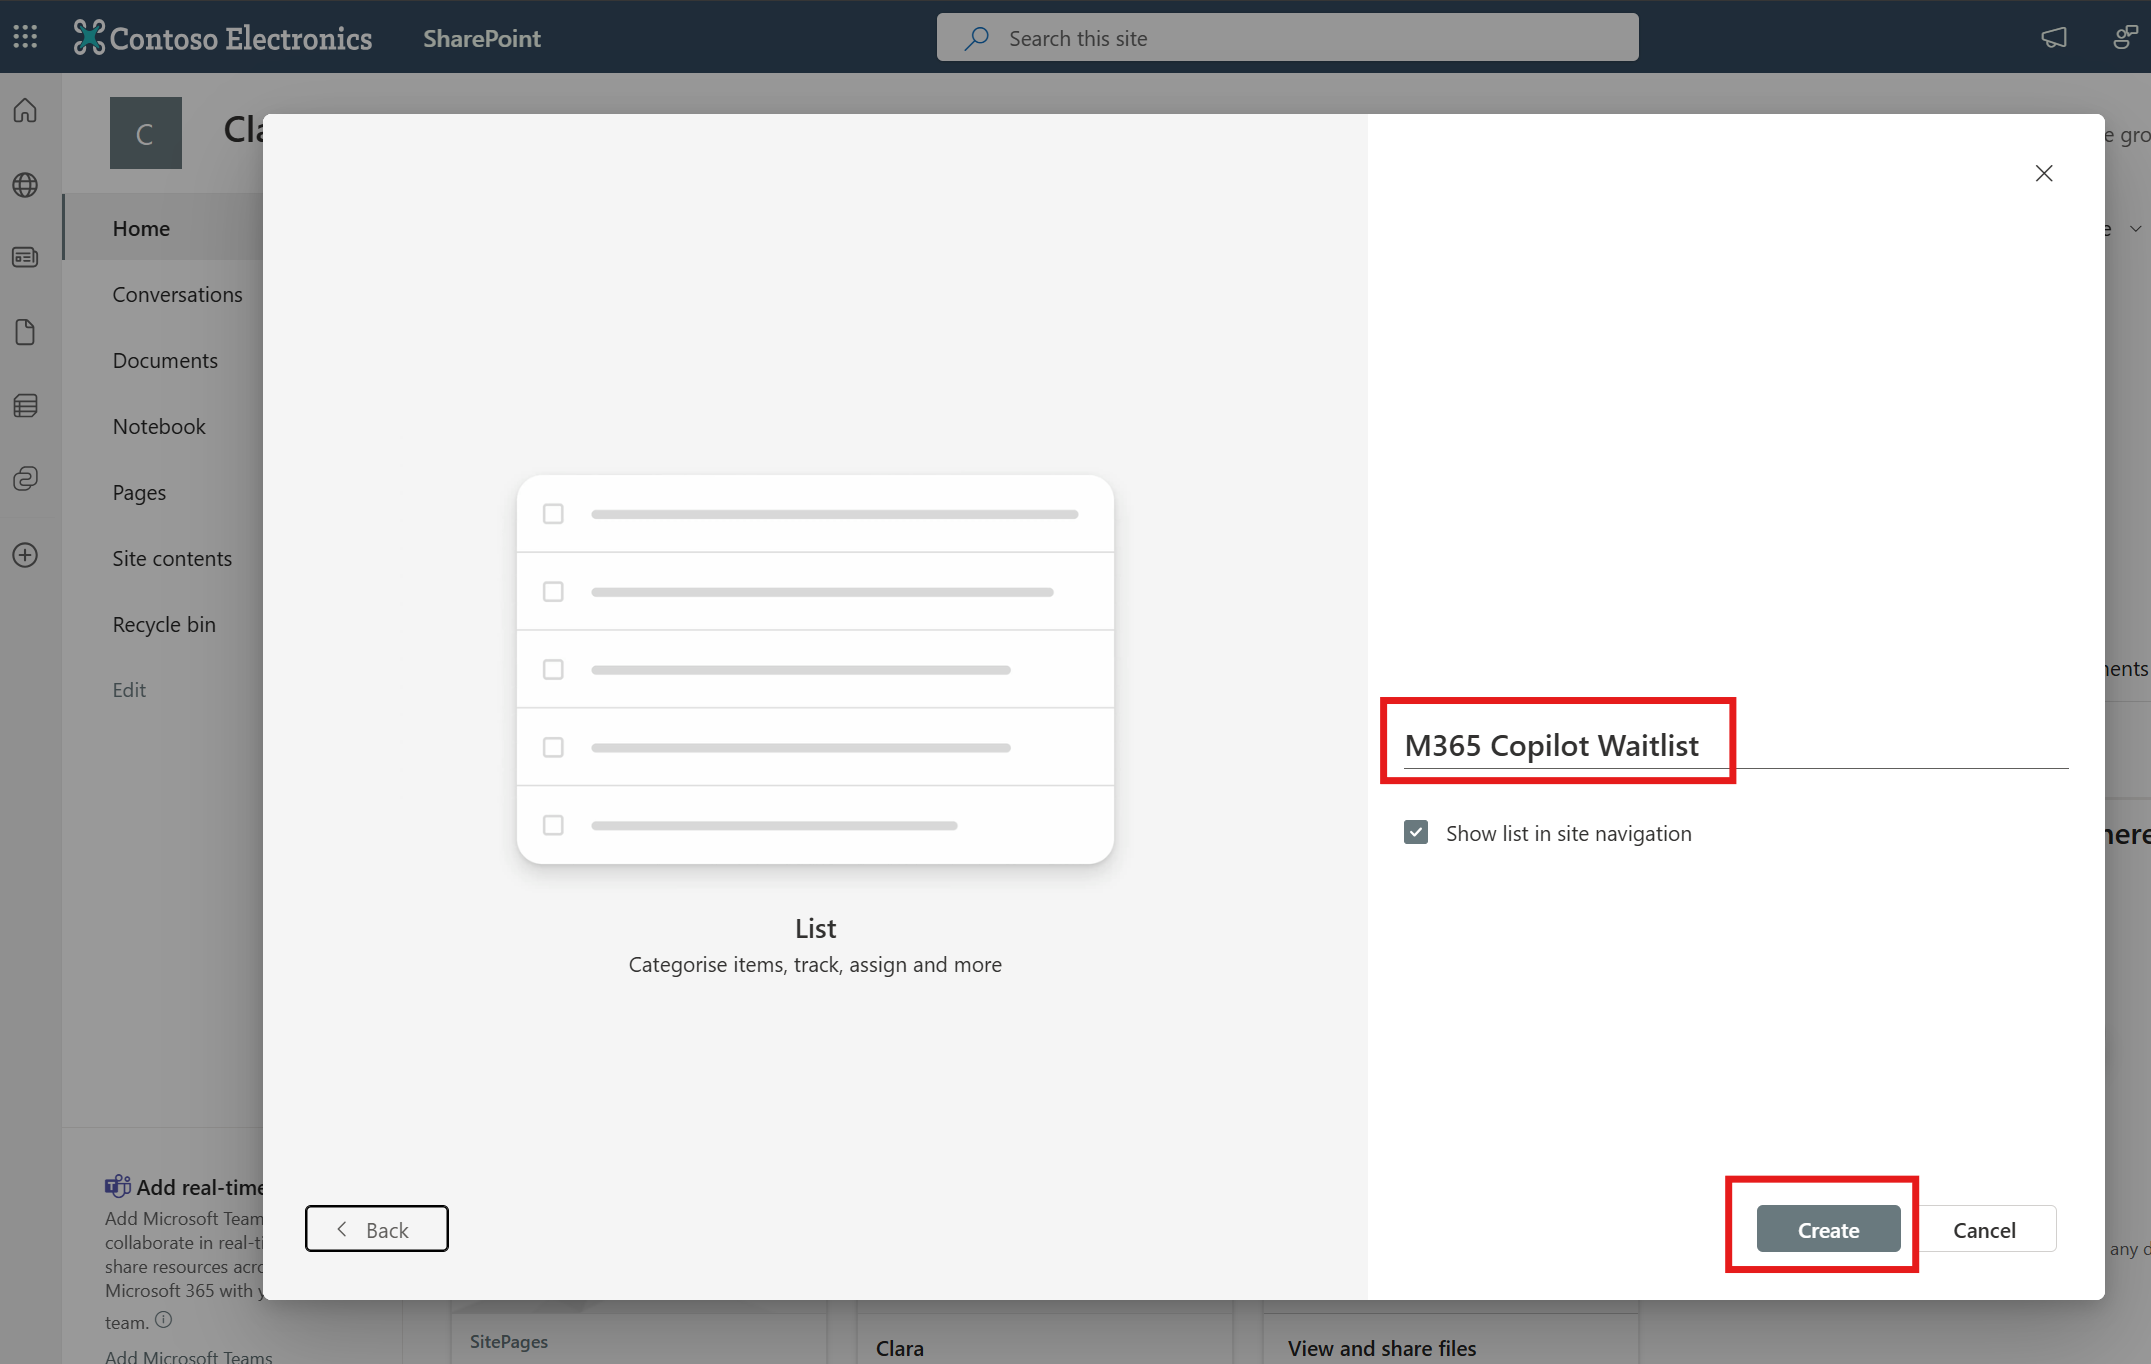 Contoso Electronics
SharePoint
Search this site
C
Home
Conversations
Documents
Notebook
Pages
Site contents
Recycle bin
Edit
M365 Copilot Waitlist
Show list in site navigation
List
Categorise items, track, assign and more
Back
Create
Cancel
Add real-time
Add Microsoft Team
collaborate in real-ti
share resources acro
Microsoft 365 with y
team.
Add Microsoft Teams
SitePages
Clara
View and share files
any d